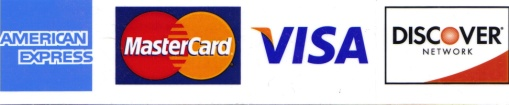 AMERICAN
EXPRESS
MasterCard
VISA
DISCOVER
NETWORK